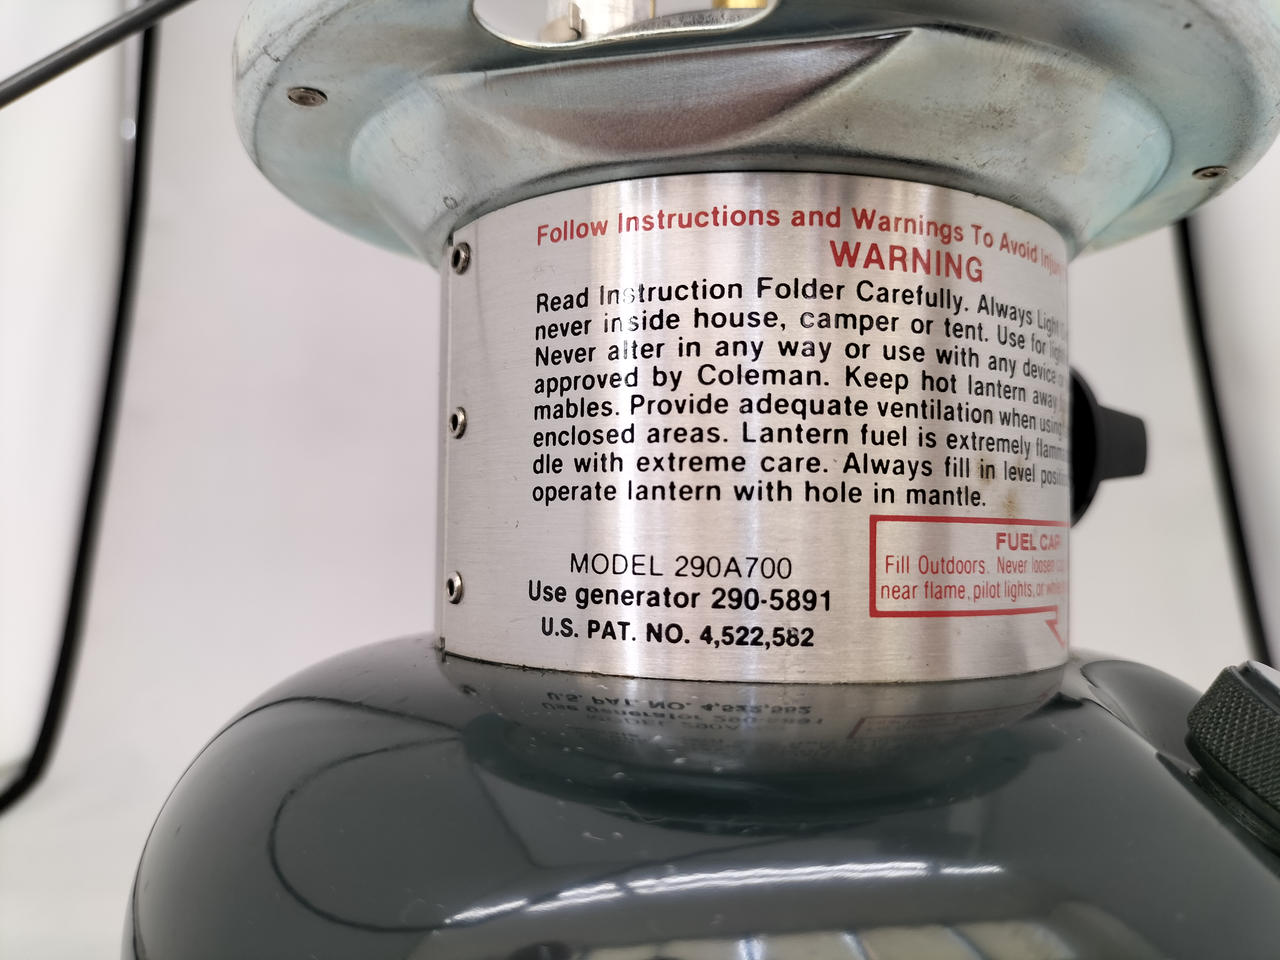 Follow Instructions and Warnings To Avoid Injury
WARNING
Read Instruction Folder Carefully. Always Light
never inside house, camper or tent. Use for light
Never alter in any way or use with any device
approved by Coleman. Keep hot lantern away
mables. Provide adequate ventilation when using
enclosed areas. Lantern fuel is extremely
dle with extreme care. Always fill in level
operate lantern with hole in mantle.
MODEL 290A700
Use generator 290-5891
U.S. PAT. NO. 4,522,582
FUEL CAP
Fill Outdoors. Never loosen
near flame, pilot lights, or while